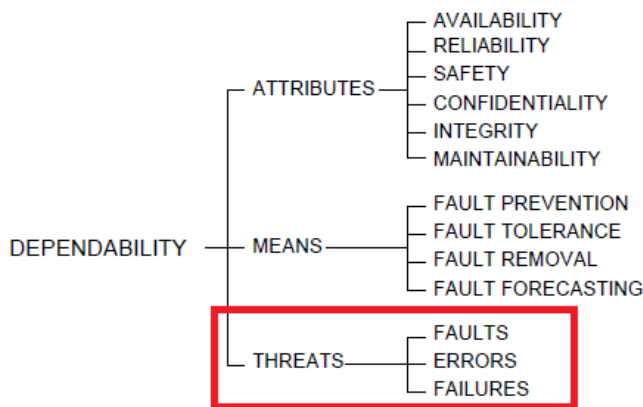 AVAILABILITY
RELIABILITY
SAFETY
ATTRIBUTES
CONFIDENTIALITY
INTEGRITY
MAINTAINABILITY
FAULT PREVENTION
FAULT TOLERANCE
DEPENDABILITY
MEANS
FAULT REMOVAL
FAULT FORECASTING
FAULTS
THREATS
ERRORS
FAILURES